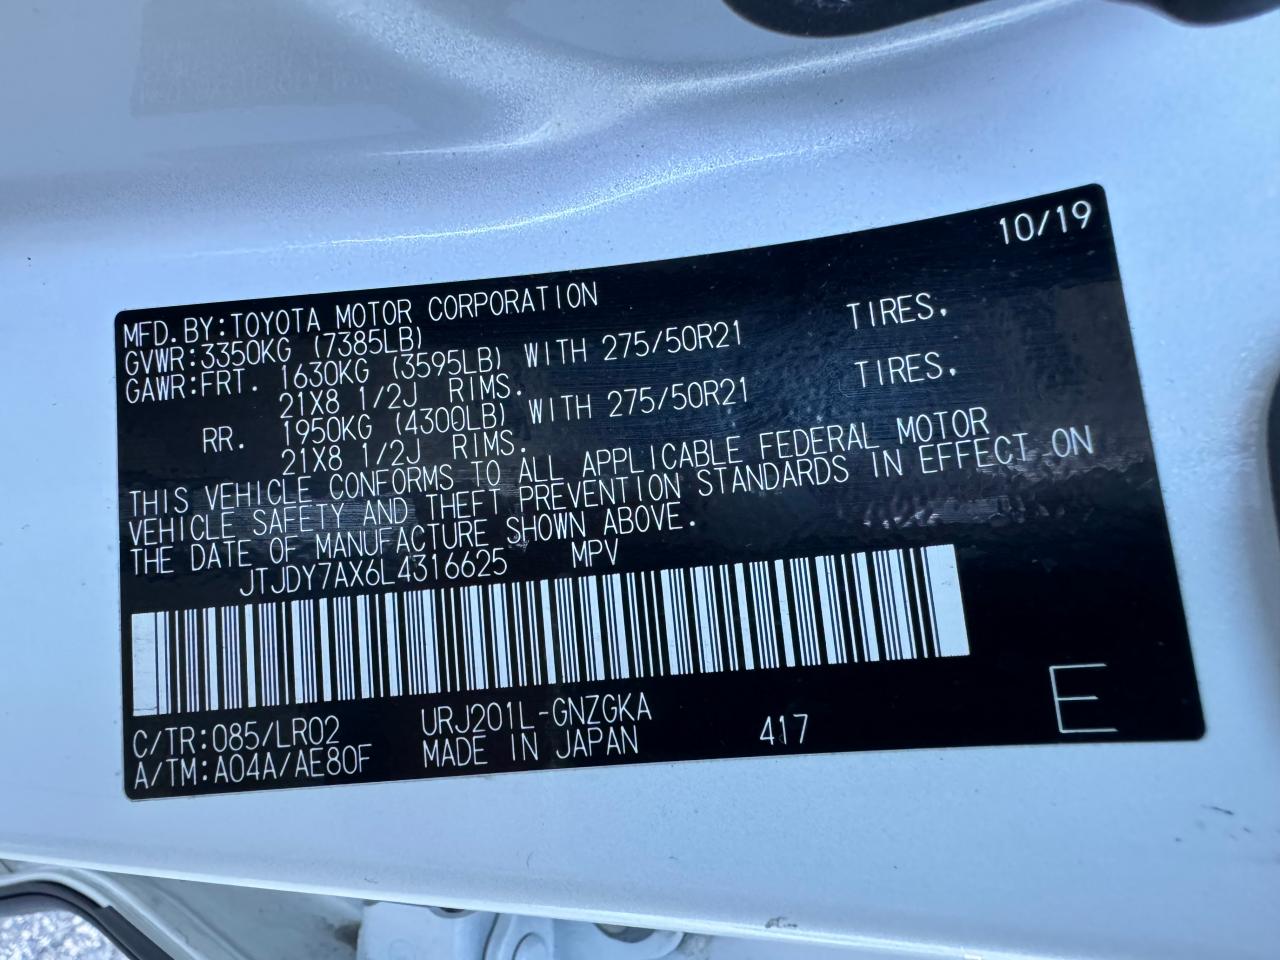 10/19
MFD.BY:TOYOTA MOTOR CORPORATION
GVWR:3350KG (7385LB)
GAWR:FRT. 1630KG (3595LB) WITH 275/50R21 TIRES,
21X8 1/2J RIMS.
RR. 1950KG (4300LB) WITH 275/50R21 TIRES,
21X8 1/2J RIMS.
THIS VEHICLE CONFORMS TO ALL APPLICABLE FEDERAL MOTOR
VEHICLE SAFETY AND THEFT PREVENTION STANDARDS IN EFFECT ON
THE DATE OF MANUFACTURE SHOWN ABOVE.
JTJDY7AX6L4316625 MPV
C/TR:085/LR02 URJ201L-GNZGKA
A/TM:A04A/AE80F MADE IN JAPAN 417 E